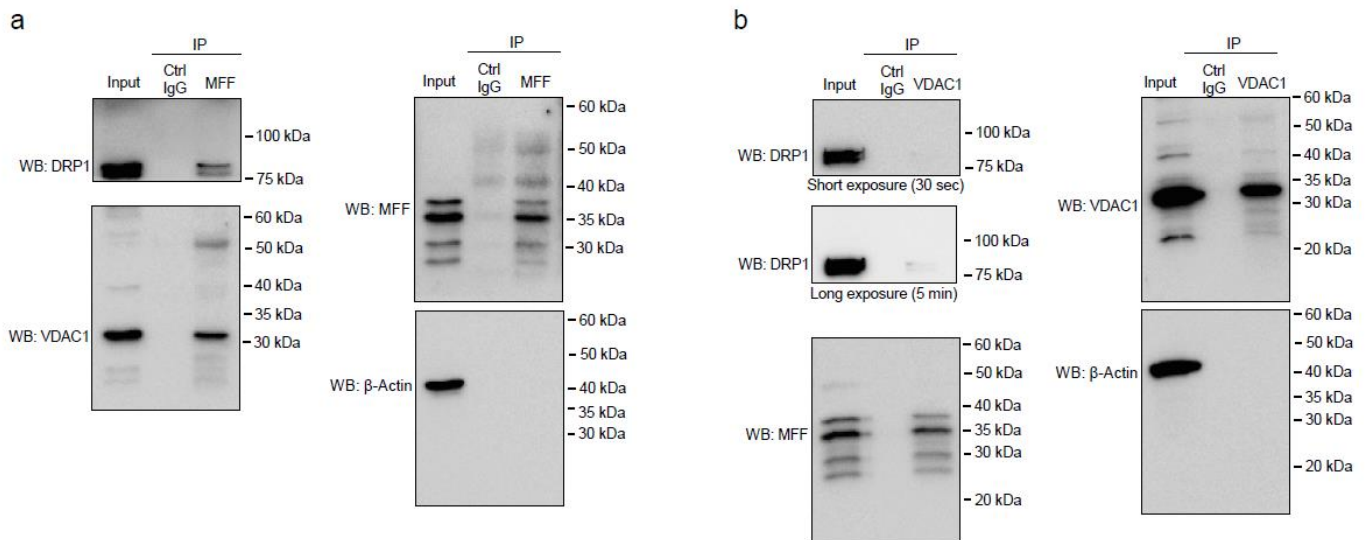 a
IP
Input
Ctrl
IgG
MFF
WB: DRP1
100 kDa
75 kDa
WB: VDAC1
60 kDa
50 kDa
40 kDa
35 kDa
30 kDa
IP
Input
Ctrl
IgG
MFF
WB: MFF
60 kDa
50 kDa
40 kDa
35 kDa
30 kDa
WB: β-Actin
60 kDa
50 kDa
40 kDa
35 kDa
30 kDa
b
IP
Input
Ctrl
IgG
VDAC1
WB: DRP1
100 kDa
75 kDa
Short exposure (30 sec)
WB: DRP1
100 kDa
75 kDa
Long exposure (5 min)
WB: MFF
60 kDa
50 kDa
40 kDa
35 kDa
30 kDa
20 kDa
IP
Input
Ctrl
IgG
VDAC1
WB: VDAC1
60 kDa
50 kDa
40 kDa
35 kDa
30 kDa
20 kDa
WB: β-Actin
60 kDa
50 kDa
40 kDa
35 kDa
30 kDa
20 kDa